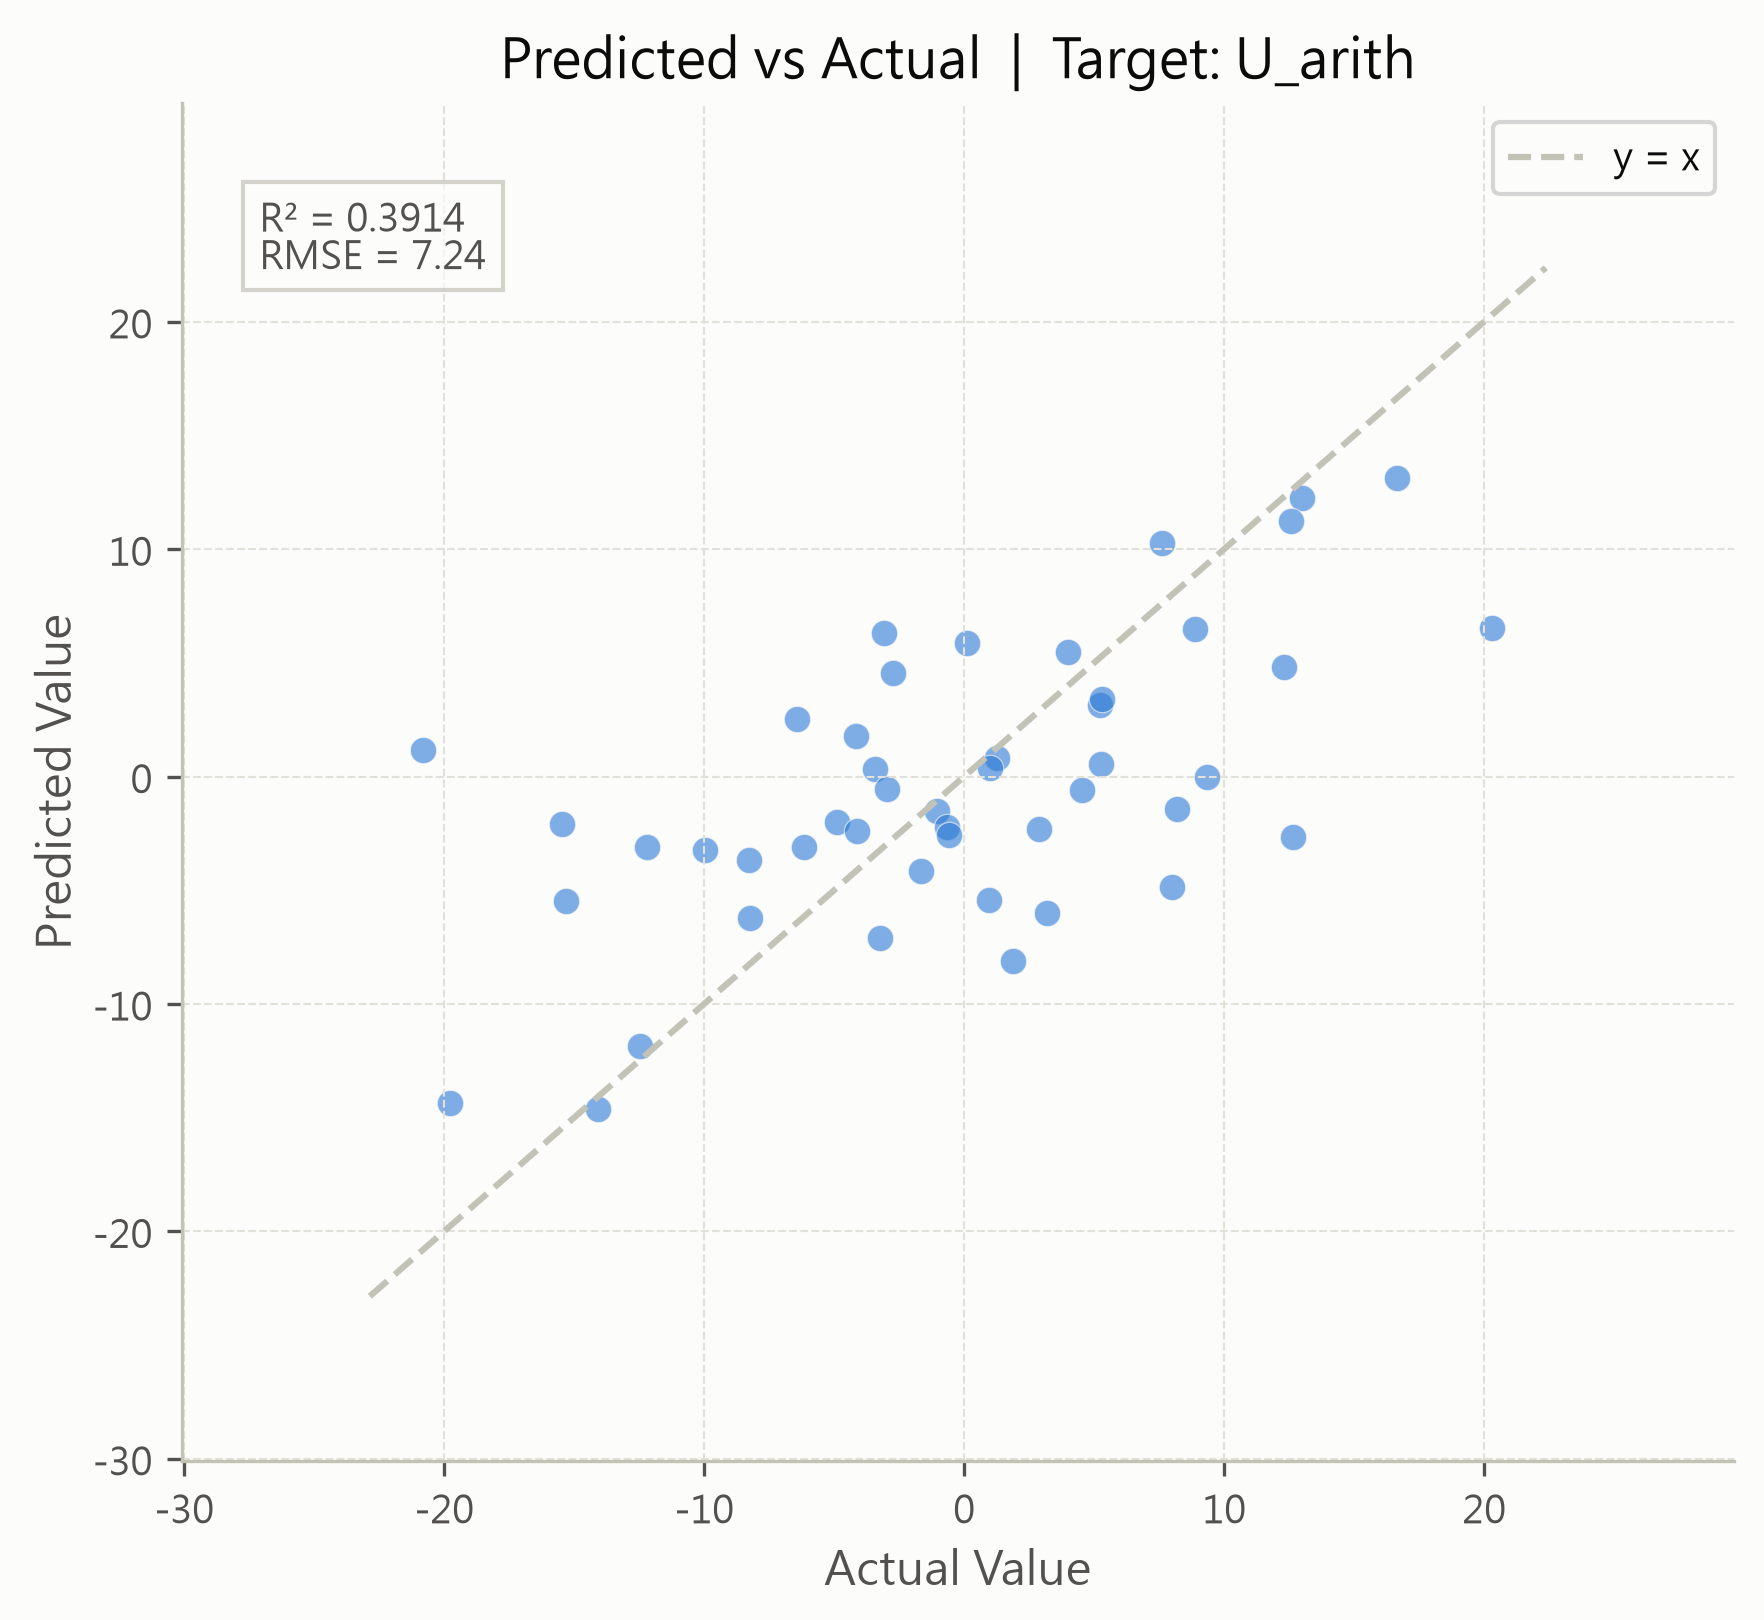 Predicted vs Actual | Target: U_arith
y = x
R² = 0.3914
RMSE = 7.24
Predicted Value
20
10
0
-10
-20
-30
-30 -20 -10 0 10 20
Actual Value